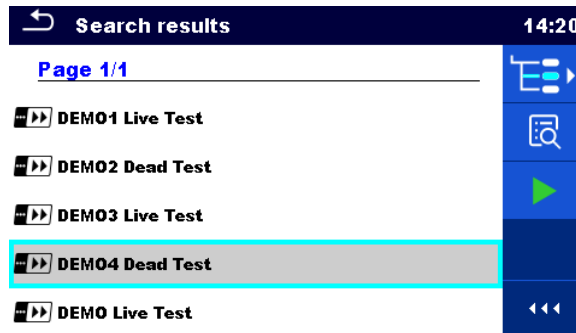 Search results
14:20
Page 1/1
DEMO1 Live Test
DEMO2 Dead Test
DEMO3 Live Test
DEMO4 Dead Test
DEMO Live Test